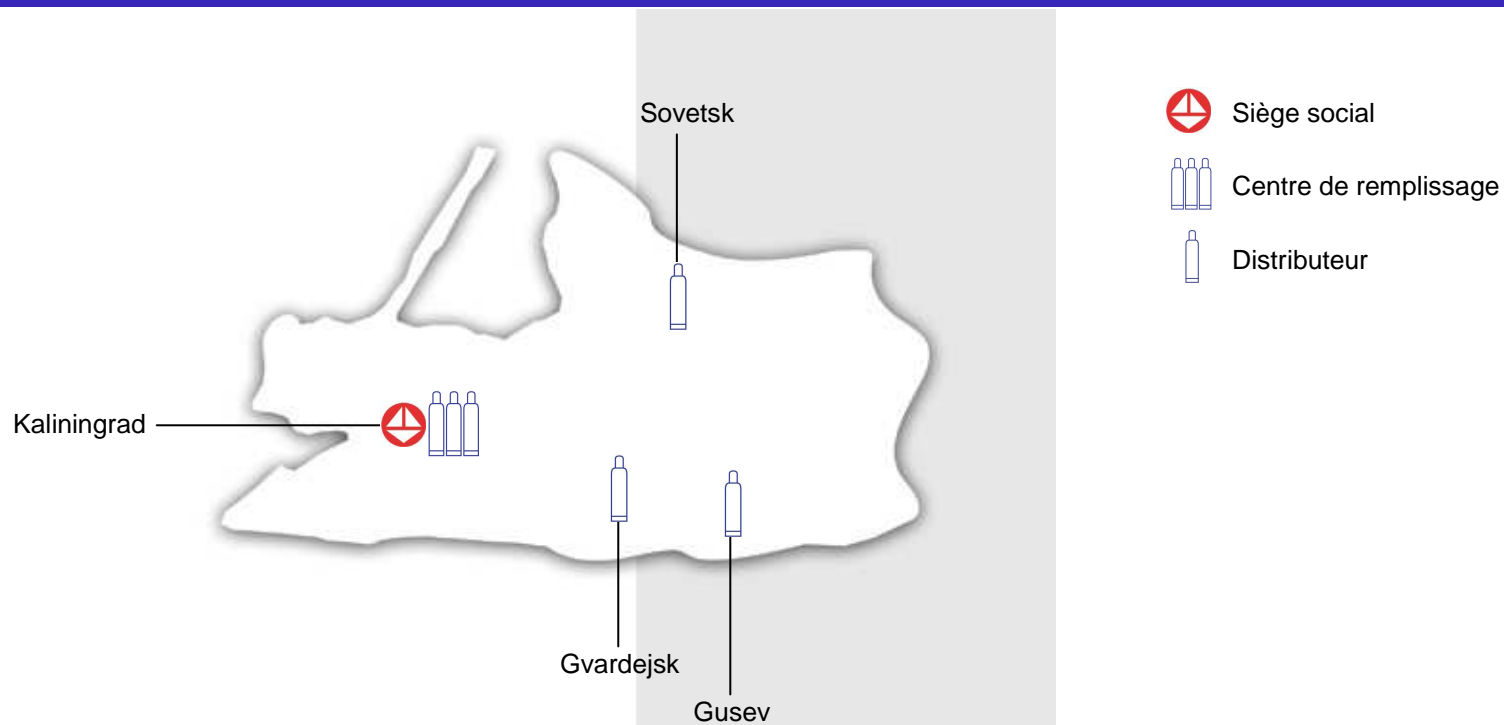 Sovetsk
Kaliningrad
Gvardejsk
Gusev
Siège social
Centre de remplissage
Distributeur